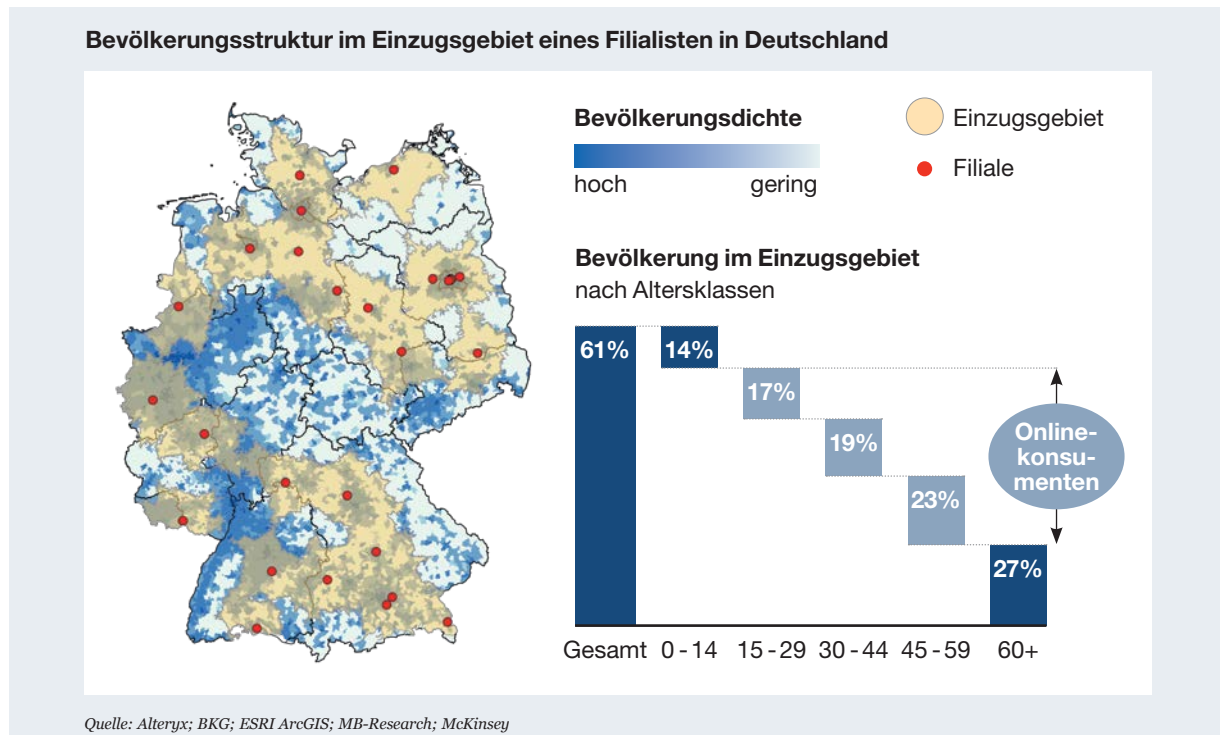 Bevölkerungsstruktur im Einzugsgebiet eines Filialisten in Deutschland
Bevölkerungsdichte
hoch
gering
Einzugsgebiet
Filiale
Bevölkerung im Einzugsgebiet
nach Altersklassen
61%
14%
17%
19%
23%
27%
Online-
konsu-
menten
Gesamt
0 - 14
15 - 29
30 - 44
45 - 59
60+
Quelle: Alteryx; BKG; ESRI ArcGIS; MB-Research; McKinsey